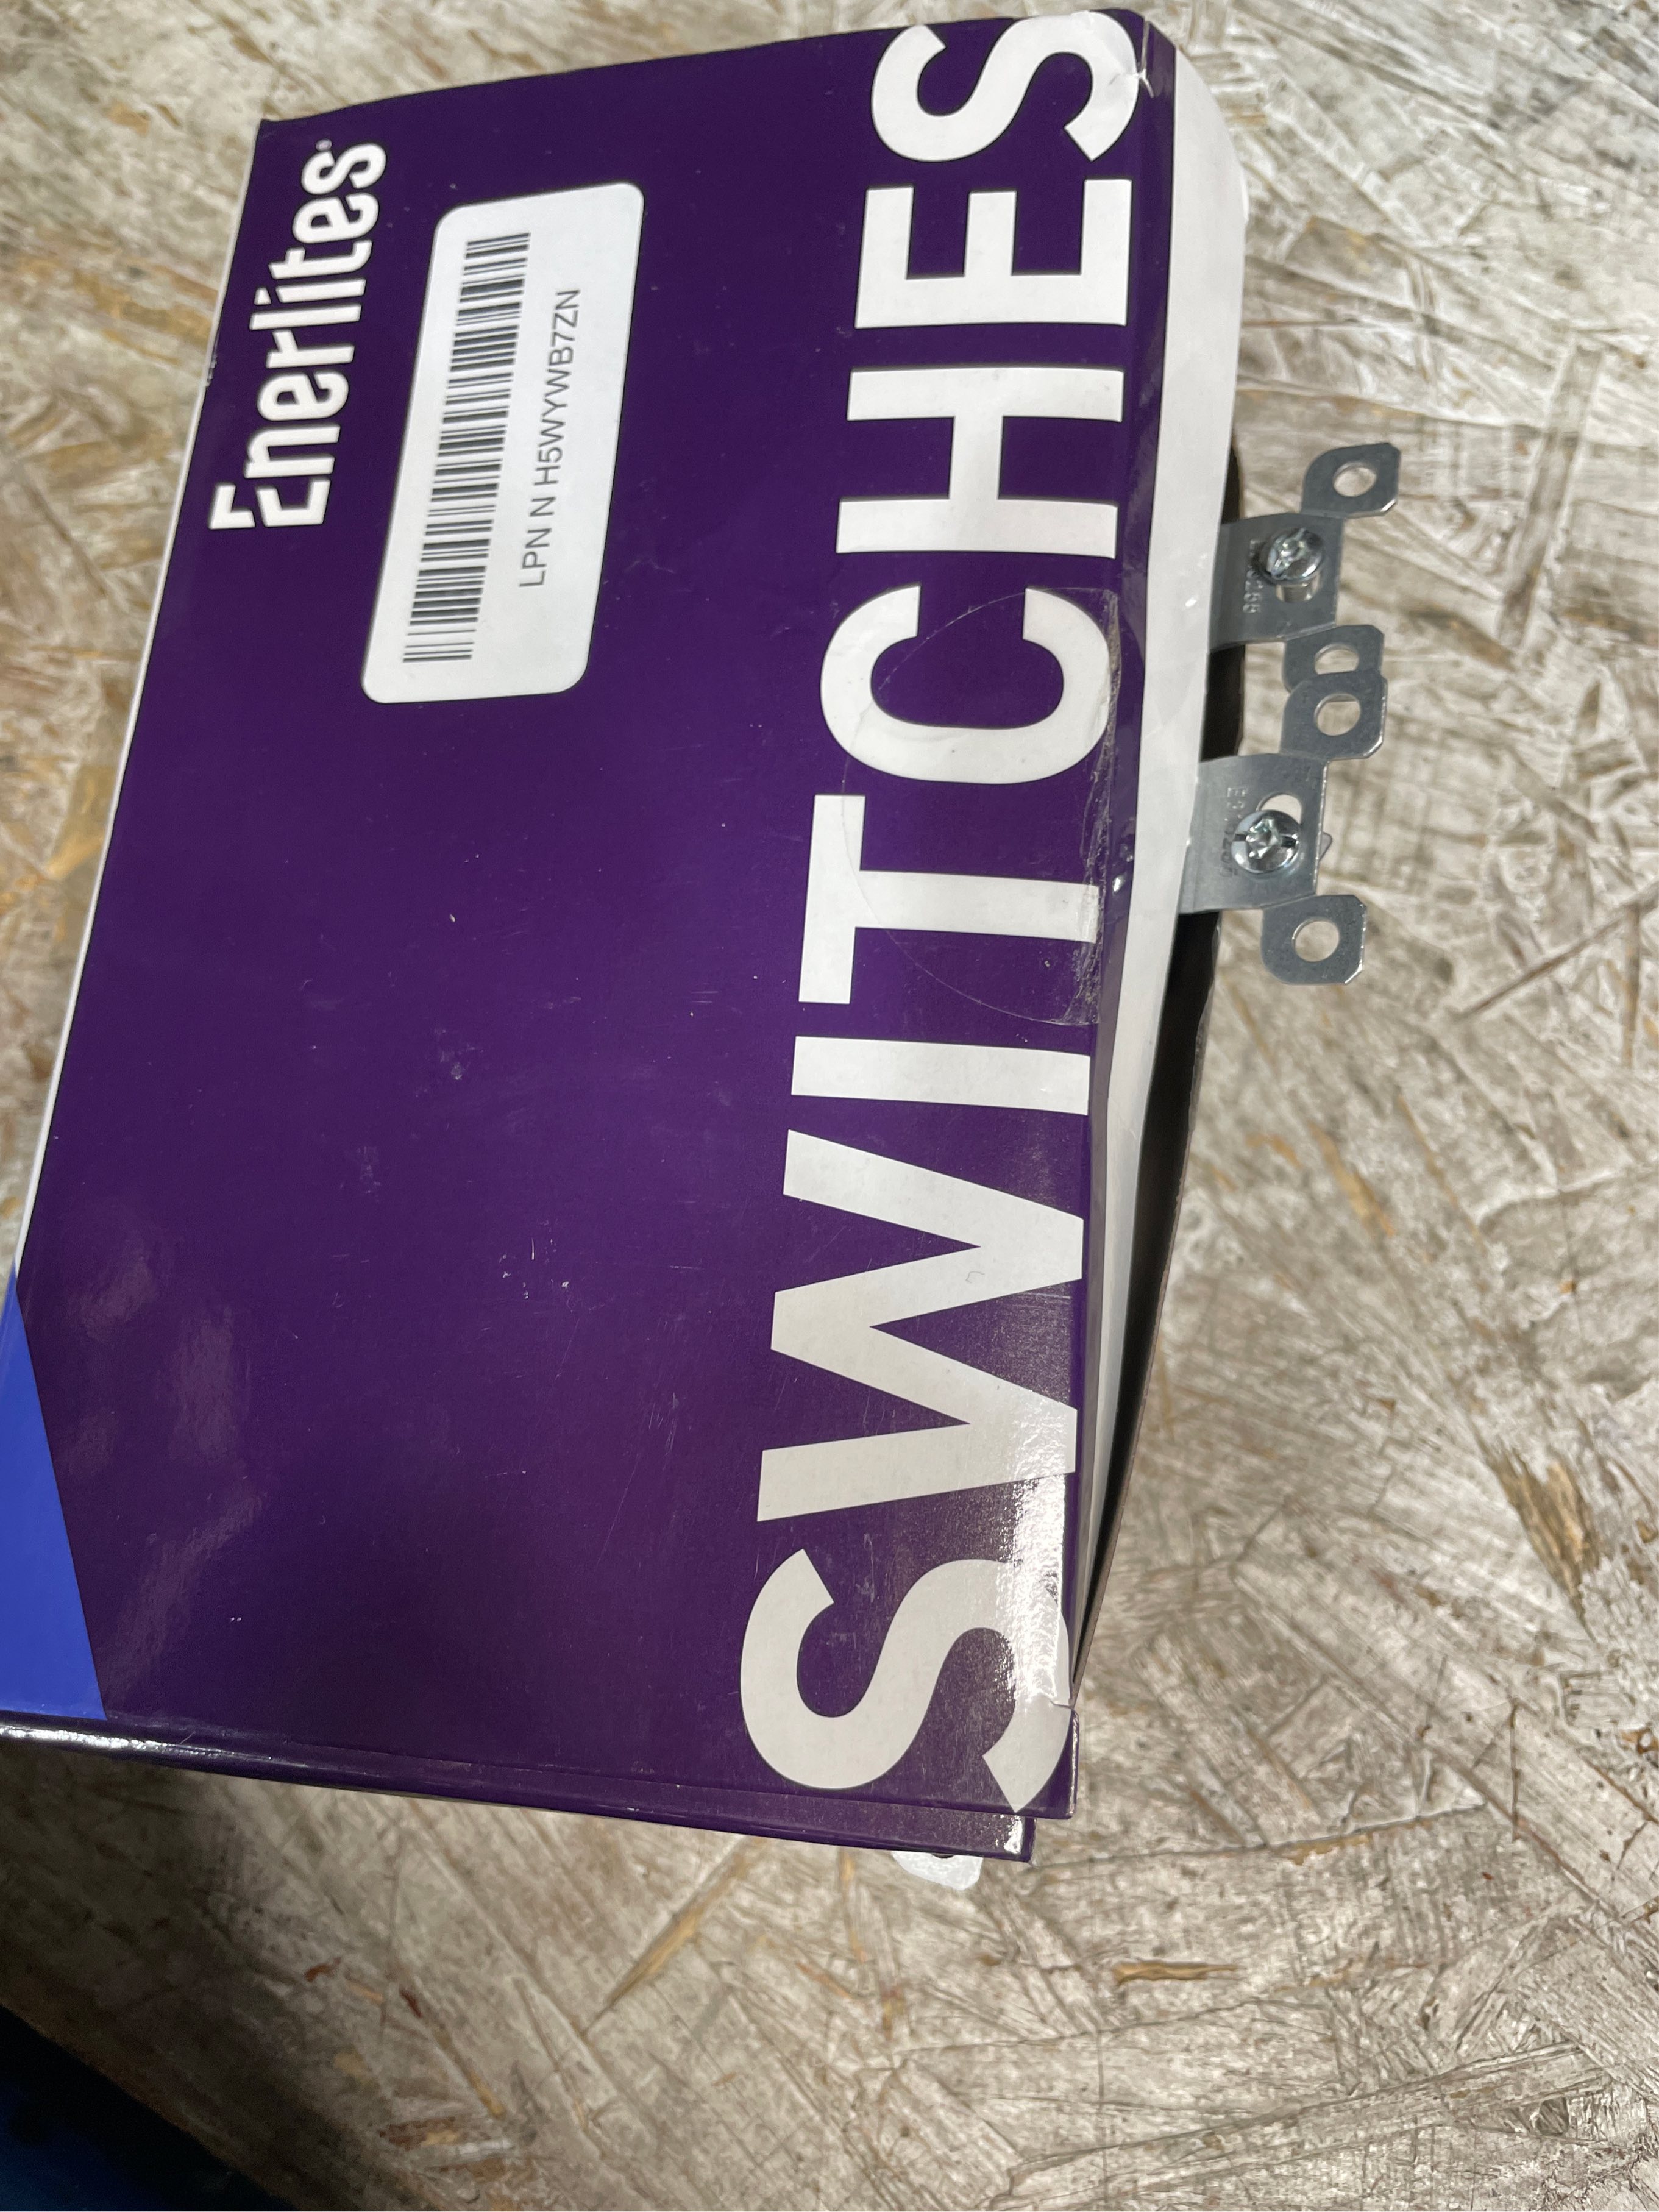 Enerlites®
LPN N H5WYWB7ZN
SWITCHES